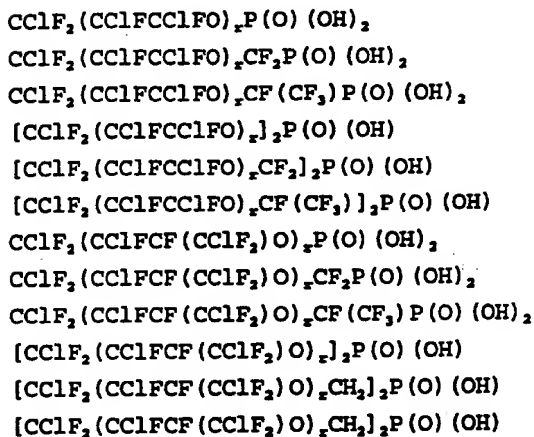 CClF₂(CClFCClFO)ₓP(O)(OH)₂
CClF₂(CClFCClFO)ₓCF₂P(O)(OH)₂
CClF₂(CClFCClFO)ₓCF(CF₃)P(O)(OH)₂
[CClF₂(CClFCClFO)ₓ]₂P(O)(OH)
[CClF₂(CClFCClFO)ₓCF₂]₂P(O)(OH)
[CClF₂(CClFCClFO)ₓCF(CF₃)]₂P(O)(OH)
CClF₂(CClFCF(CClF₂)O)ₓP(O)(OH)₂
CClF₂(CClFCF(CClF₂)O)ₓCF₂P(O)(OH)₂
CClF₂(CClFCF(CClF₂)O)ₓCF(CF₃)P(O)(OH)₂
[CClF₂(CClFCF(CClF₂)O)ₓ]₂P(O)(OH)
[CClF₂(CClFCF(CClF₂)O)ₓCH₂]₂P(O)(OH)
[CClF₂(CClFCF(CClF₂)O)ₓCH₂]₂P(O)(OH)